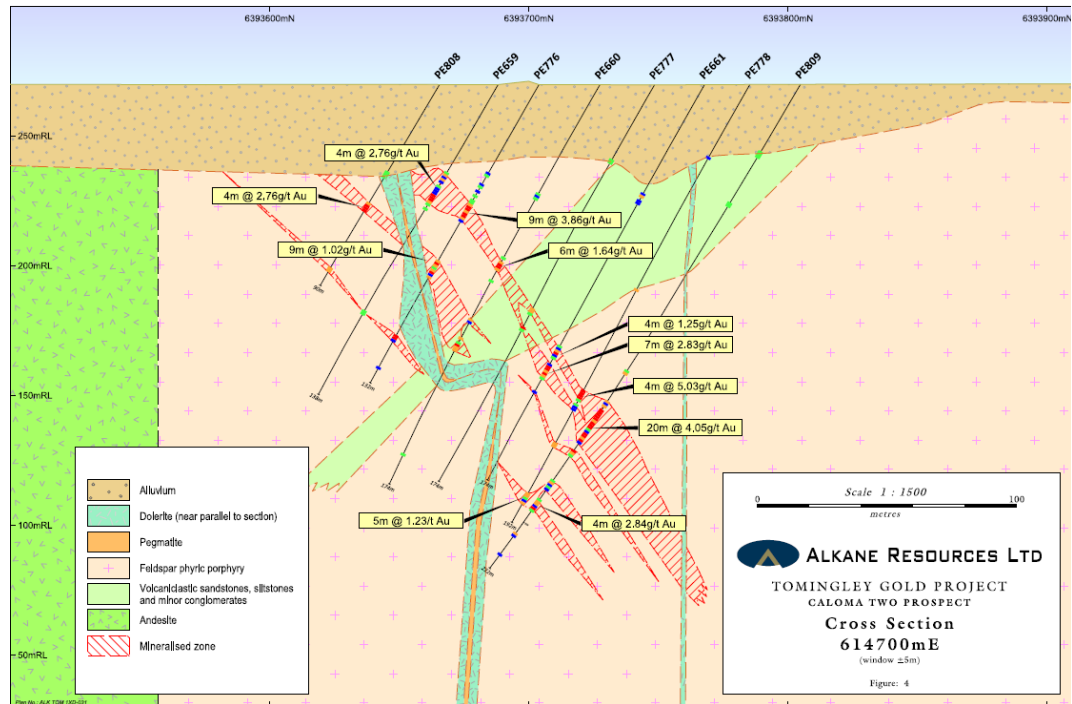 6393600mN
6393700mN
6393800mN
6393900mN
PE808
PE659
PE776
PE660
PE777
PE661
PE778
PE809
250mRL
200mRL
150mRL
100mRL
50mRL
4m @ 2,76g/t Au
4m @ 2,76g/t Au
9m @ 3,86g/t Au
9m @ 1.02g/t Au
6m @ 1.64g/t Au
4m @ 1.25g/t Au
7m @ 2.83g/t Au
4m @ 5.03g/t Au
20m @ 4,05g/t Au
5m @ 1.23/t Au
4m @ 2.84g/t Au
90m
138m
132m
174m
174m
Alluvium
Dolerite (near parallel to section)
Pegmatite
Feldspar phyric porphyry
Volcaniclastic sandstones, siltstones
and minor conglomerates
Andesite
Mineralised zone
Scale 1 : 1500
0
100
metres
ALKANE RESOURCES LTD
TOMINGLEY GOLD PROJECT
CALOMA TWO PROSPECT
Cross Section
614700mE
(window ±5m)
Figure: 4